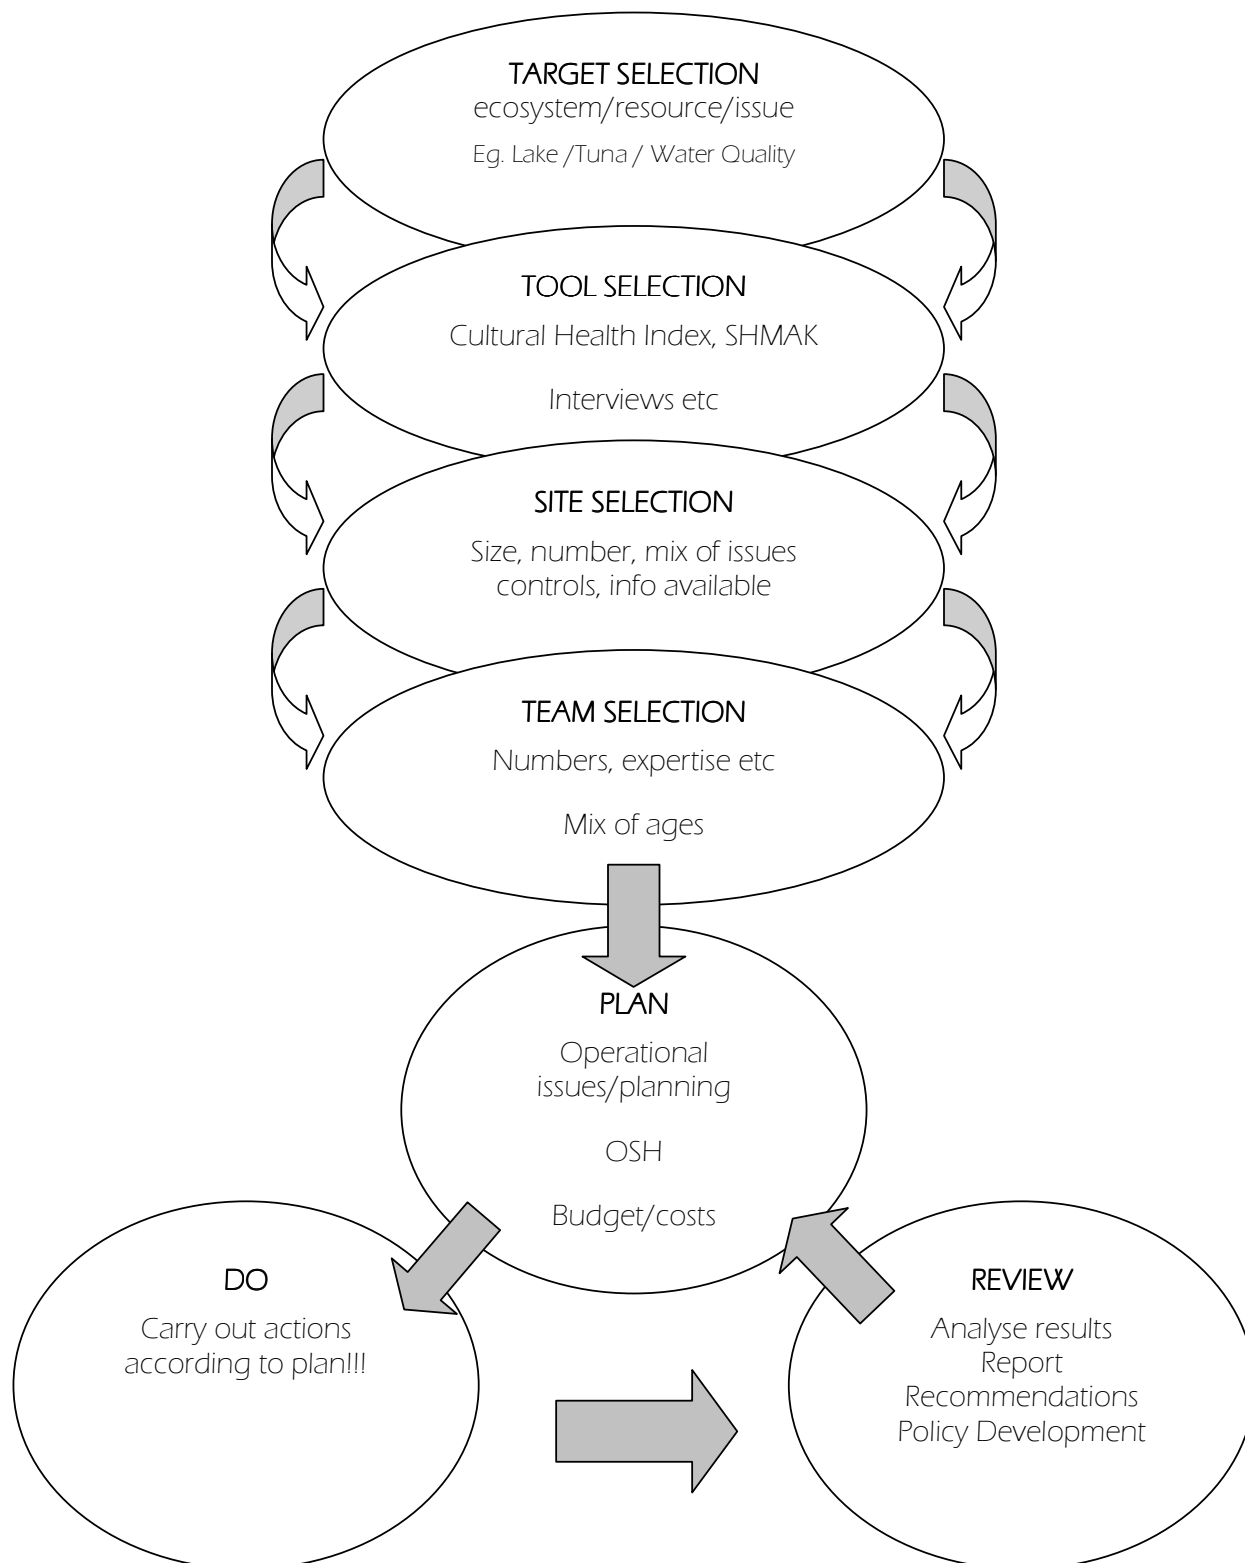 TARGET SELECTION
ecosystem/resource/issue
Eg. Lake /Tuna / Water Quality
TOOL SELECTION
Cultural Health Index, SHMAK
Interviews etc
SITE SELECTION
Size, number, mix of issues
controls, info available
TEAM SELECTION
Numbers, expertise etc
Mix of ages
PLAN
Operational
issues/planning
OSH
Budget/costs
DO
Carry out actions
according to plan!!!
REVIEW
Analyse results
Report
Recommendations
Policy Development